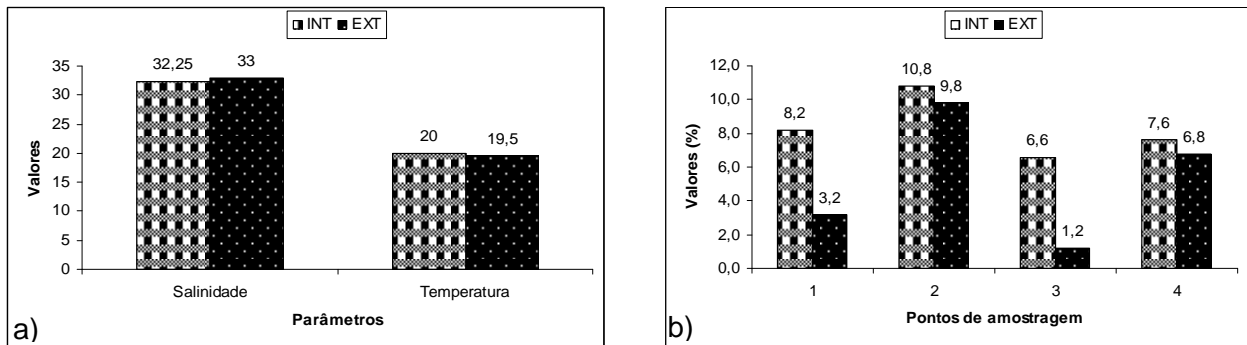 INT EXT
35
30
25
20
15
10
5
0
Valores
32,25
33
20
19,5
Salinidade Temperatura
Parâmetros
a)
INT EXT
12,0
10,0
8,0
6,0
4,0
2,0
0,0
Valores (%)
8,2
3,2
10,8
9,8
6,6
1,2
7,6
6,8
1 2 3 4
Pontos de amostragem
b)